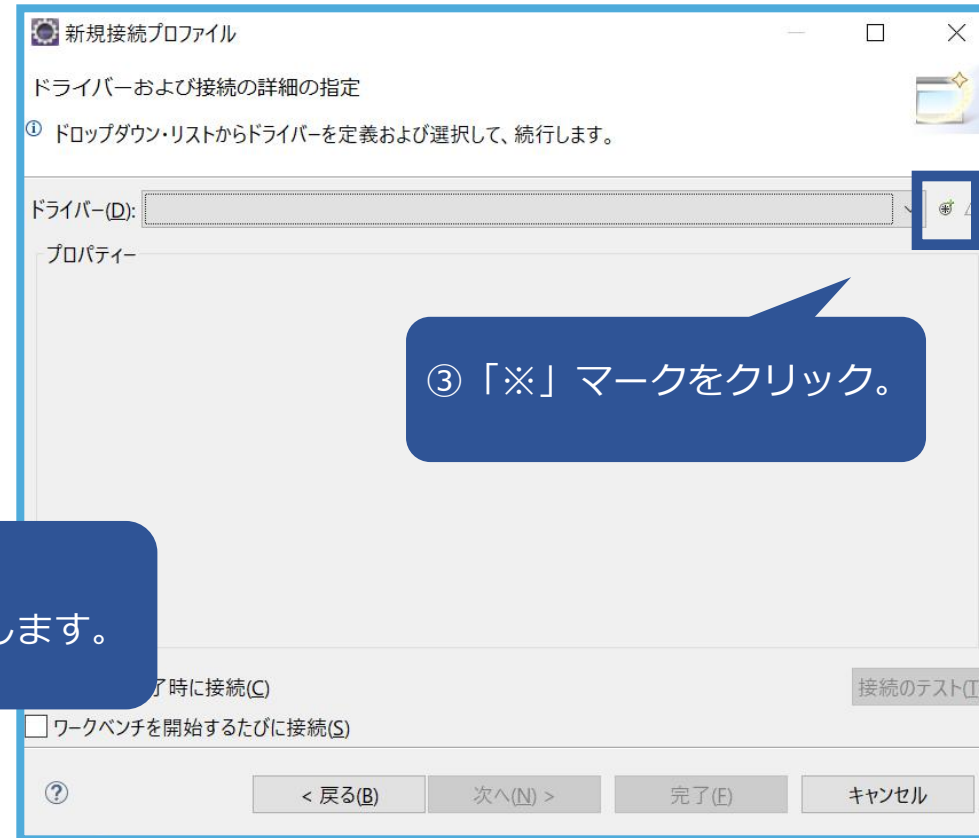 新規接続プロファイル
ドライバーおよび接続の詳細の指定
ドロップダウン・リストからドライバーを定義および選択して、続行します。
ドライバー(D):
プロパティー
③「※」マークをクリック。
します。
了時に接続(C)
接続のテスト(T
ワークベンチを開始するたびに接続(S)
< 戻る(B)
次へ(N) >
完了(F)
キャンセル